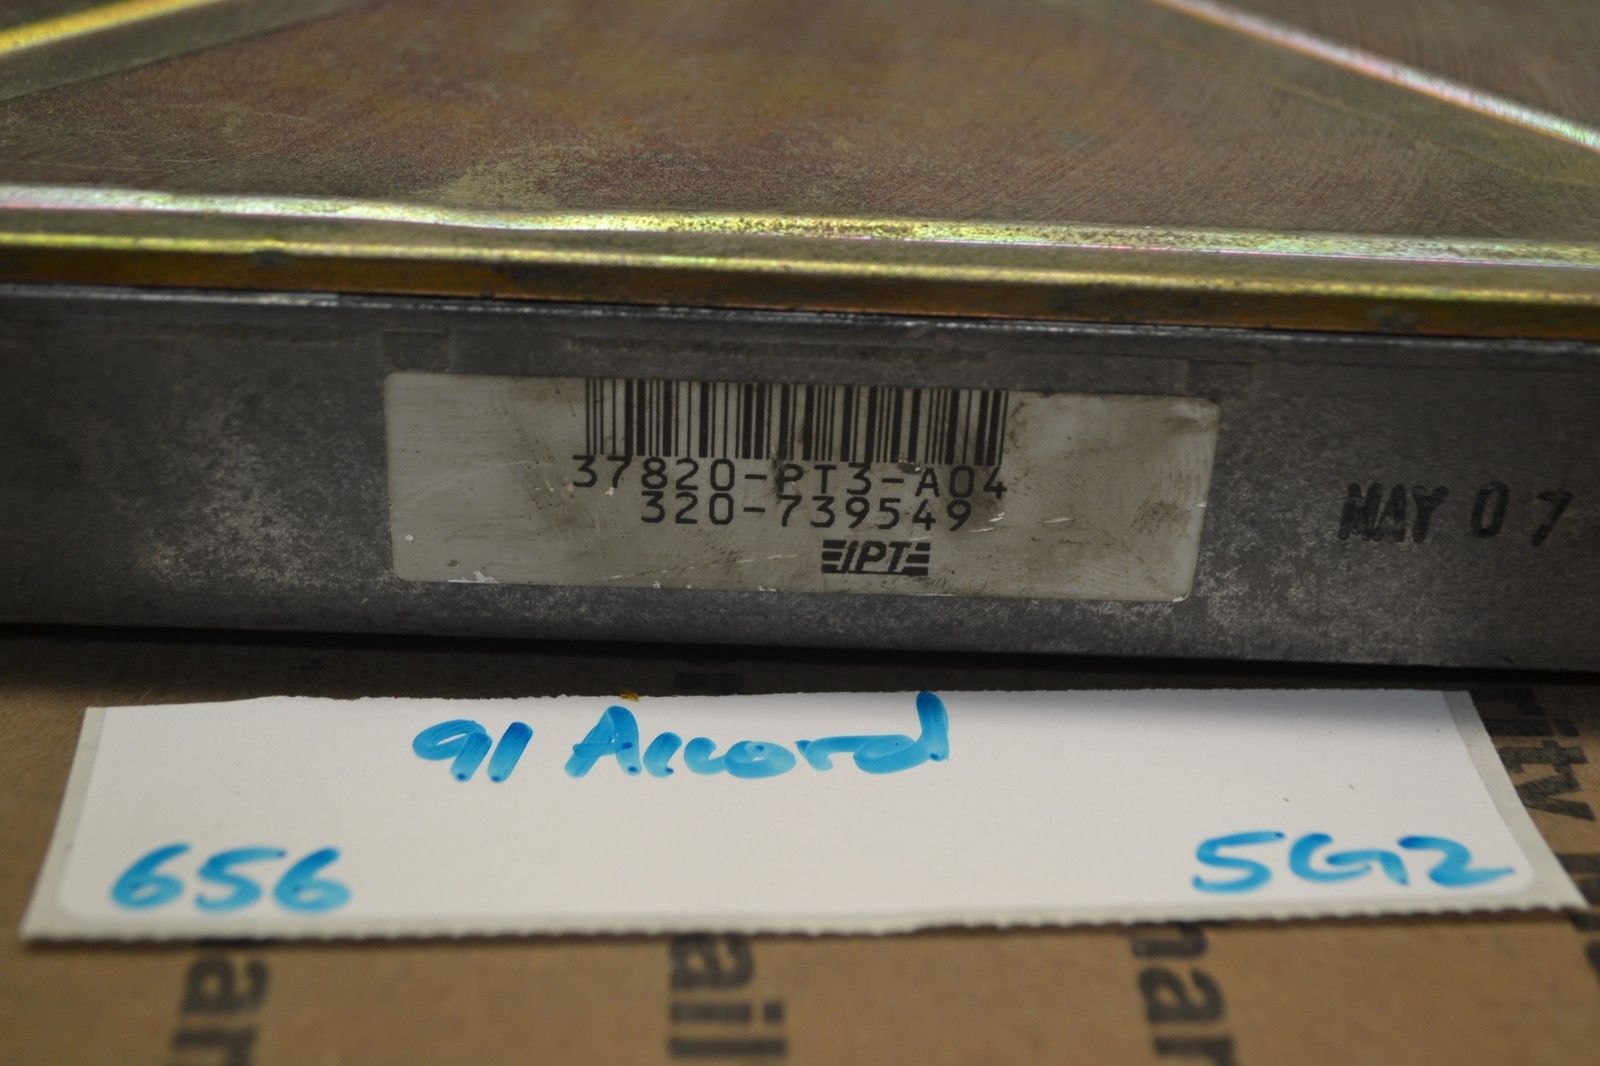 37820-PT3-A04
320-739549
IPT
MAY 07
91 Accord
656
5G2